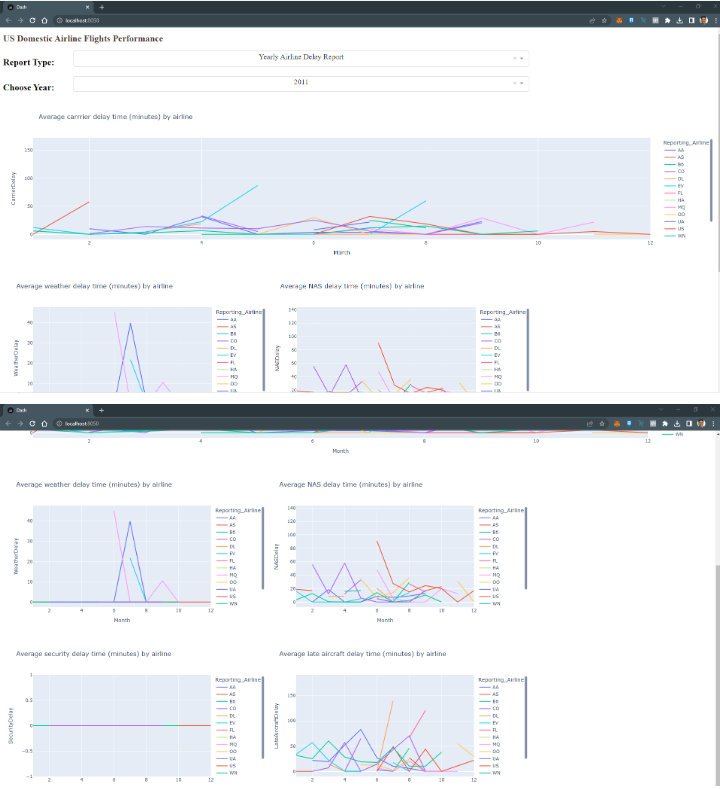 Dash
localhost:8050
US Domestic Airline Flights Performance
Report Type:
Yearly Airline Delay Report
Choose Year:
2011
Average carrrier delay time (minutes) by airline
CarrierDelay
150
100
50
0
2
4
6
8
10
12
Month
Reporting_Airline
AA
AS
B6
CO
DL
EV
FL
HA
MQ
OO
UA
US
WN
Average weather delay time (minutes) by airline
WeatherDelay
40
30
20
10
Reporting_Airline
AA
AS
B6
CO
DL
EV
FL
HA
MQ
OO
UA
Average NAS delay time (minutes) by airline
NASDelay
140
120
100
80
60
40
20
Reporting_Airline
AA
AS
B6
CO
DL
EV
FL
HA
MQ
OO
UA
Dash
localhost:8050
0
2
4
6
8
10
12
Month
WN
Average weather delay time (minutes) by airline
WeatherDelay
40
30
20
10
0
2
4
6
8
10
12
Month
Reporting_Airline
AA
AS
B6
CO
DL
EV
FL
HA
MQ
OO
UA
US
WN
Average NAS delay time (minutes) by airline
NASDelay
140
120
100
80
60
40
20
0
2
4
6
8
10
12
Month
Reporting_Airline
AA
AS
B6
CO
DL
EV
FL
HA
MQ
OO
UA
US
WN
Average security delay time (minutes) by airline
SecurityDelay
1
0.5
0
−0.5
−1
2
4
6
8
10
12
Reporting_Airline
AA
AS
B6
CO
DL
EV
FL
HA
MQ
OO
UA
US
WN
Average late aircraft delay time (minutes) by airline
LateAircraftDelay
150
100
50
0
2
4
6
8
10
12
Reporting_Airline
AA
AS
B6
CO
DL
EV
FL
HA
MQ
OO
UA
US
WN